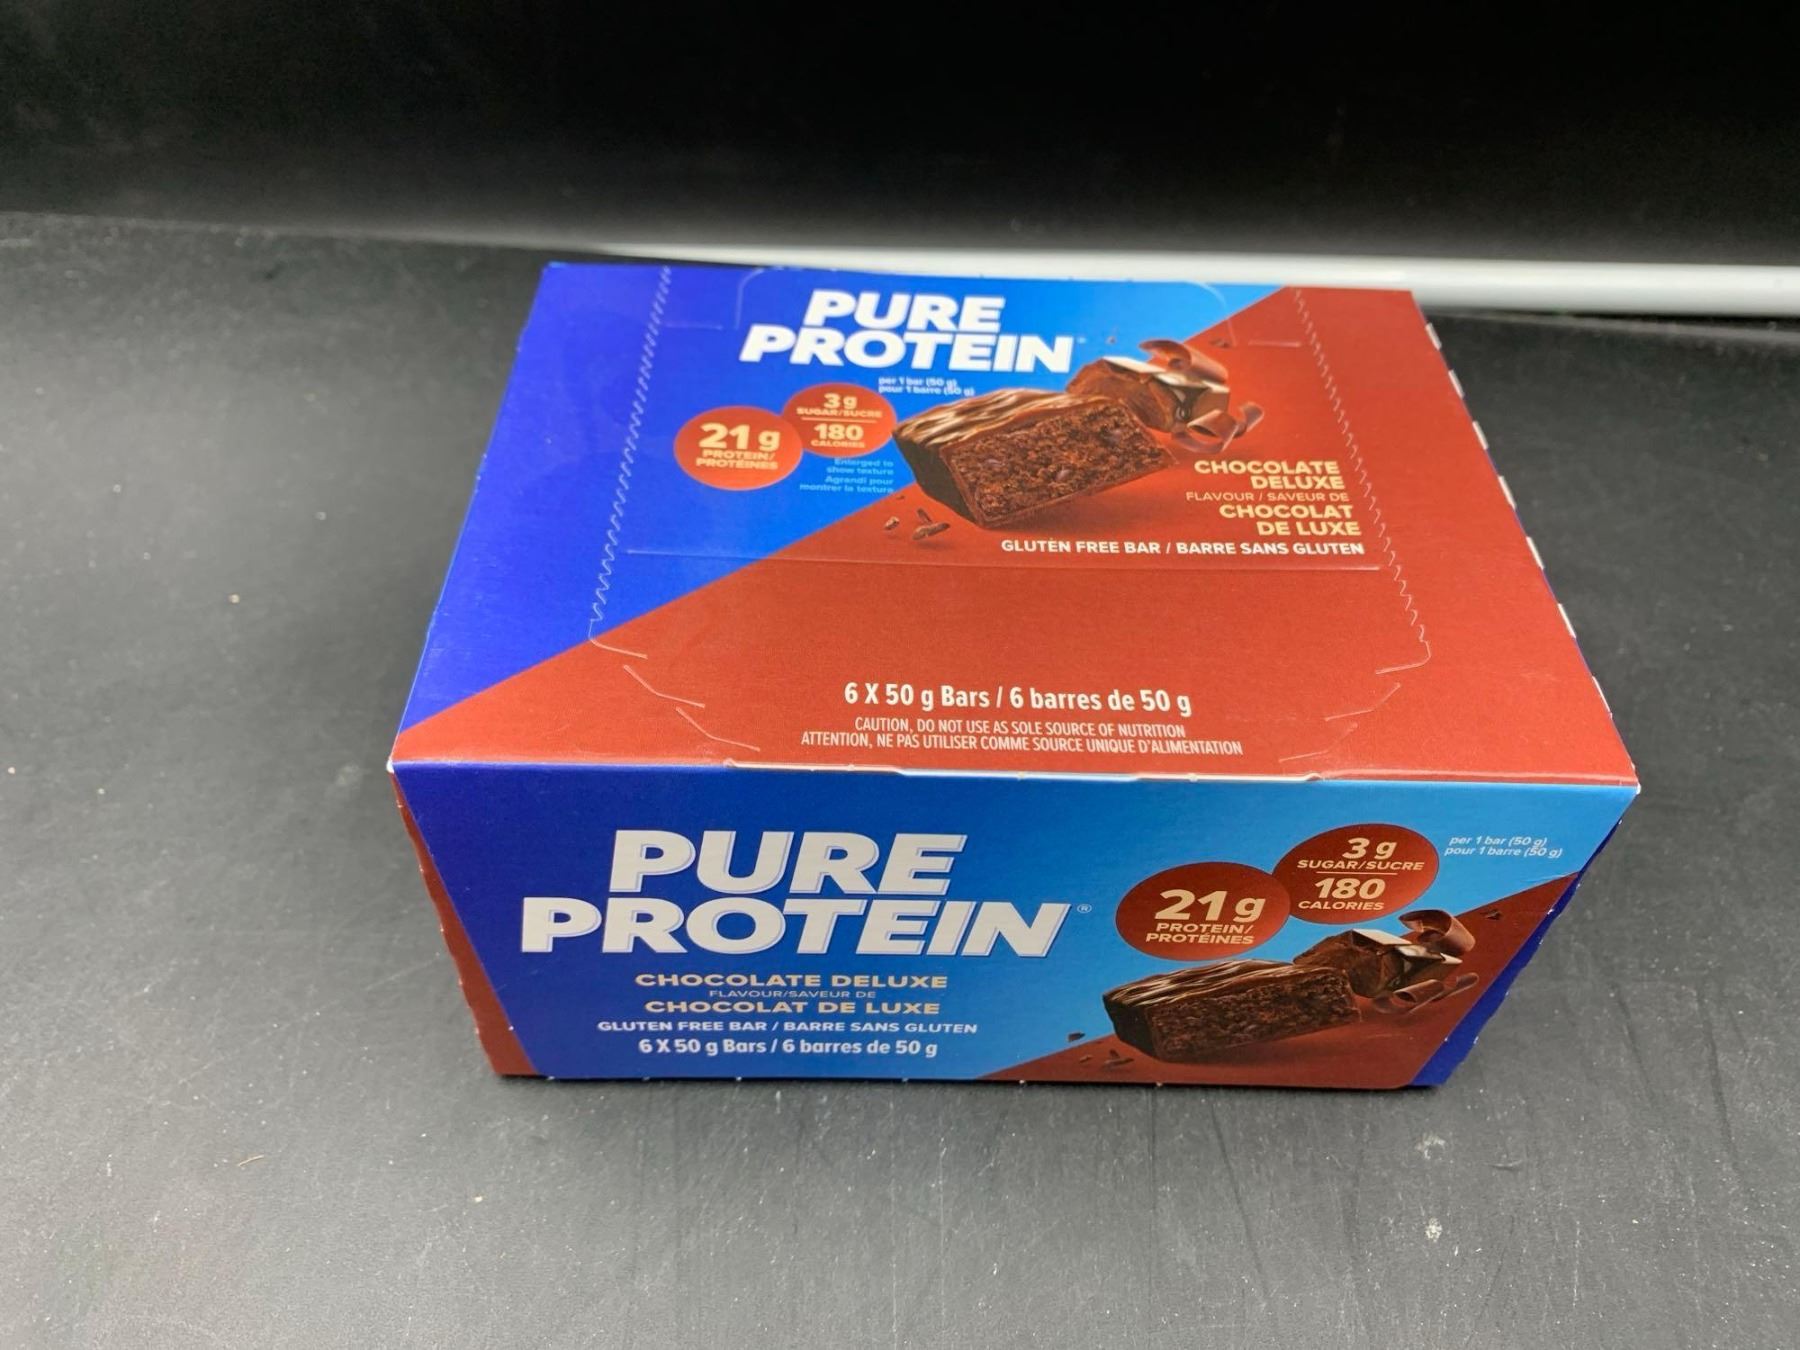 PURE
PROTEIN
per 1 bar (50 g)
pour 1 barre (50 g)
3 g
SUGAR/SUCRE
180
CALORIES
21 g
PROTEIN/
PROTÉINES
Enlarged to
show texture
Agrandi pour
montrer la texture
CHOCOLATE
DELUXE
FLAVOUR / SAVEUR DE
CHOCOLAT
DE LUXE
GLUTEN FREE BAR / BARRE SANS GLUTEN
6 X 50 g Bars / 6 barres de 50 g
CAUTION, DO NOT USE AS SOLE SOURCE OF NUTRITION
ATTENTION, NE PAS UTILISER COMME SOURCE UNIQUE D'ALIMENTATION
PURE
PROTEIN®
CHOCOLATE DELUXE
FLAVOUR/SAVEUR DE
CHOCOLAT DE LUXE
GLUTEN FREE BAR / BARRE SANS GLUTEN
6 X 50 g Bars / 6 barres de 50 g
21 g
PROTEIN/
PROTÉINES
3 g
SUGAR/SUCRE
180
CALORIES
per 1 bar (50 g)
pour 1 barre (50 g)